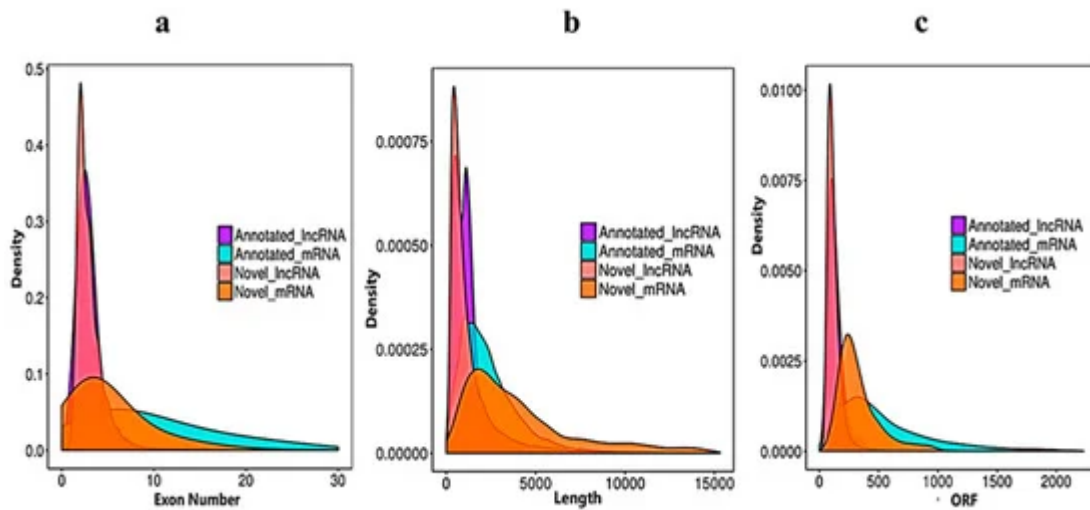 a
b
c
0.5
0.4
0.3
0.2
0.1
0.0
Density
Annotated_lncRNA
Annotated_mRNA
Novel_lncRNA
Novel_mRNA
0
10
20
30
Exon Number
0.00075
0.00050
0.00025
0.00000
Density
Annotated_lncRNA
Annotated_mRNA
Novel_lncRNA
Novel_mRNA
0
5000
10000
15000
Length
0.0100
0.0075
0.0050
0.0025
0.0000
Density
Annotated_lncRNA
Annotated_mRNA
Novel_lncRNA
Novel_mRNA
0
500
1000
1500
2000
ORF